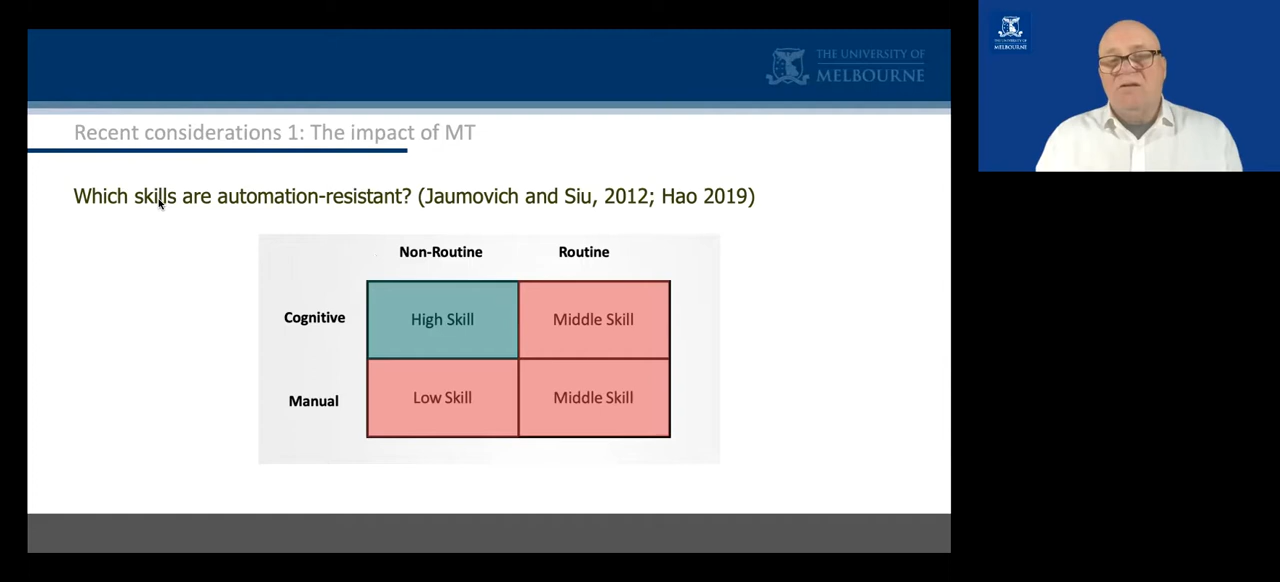 THE UNIVERSITY OF
MELBOURNE
MELBOURNE
Recent considerations 1: The impact of MT
Which skills are automation-resistant? (Jaumovich and Siu, 2012; Hao 2019)
Non-Routine Routine
Cognitive High Skill Middle Skill
Manual Low Skill Middle Skill